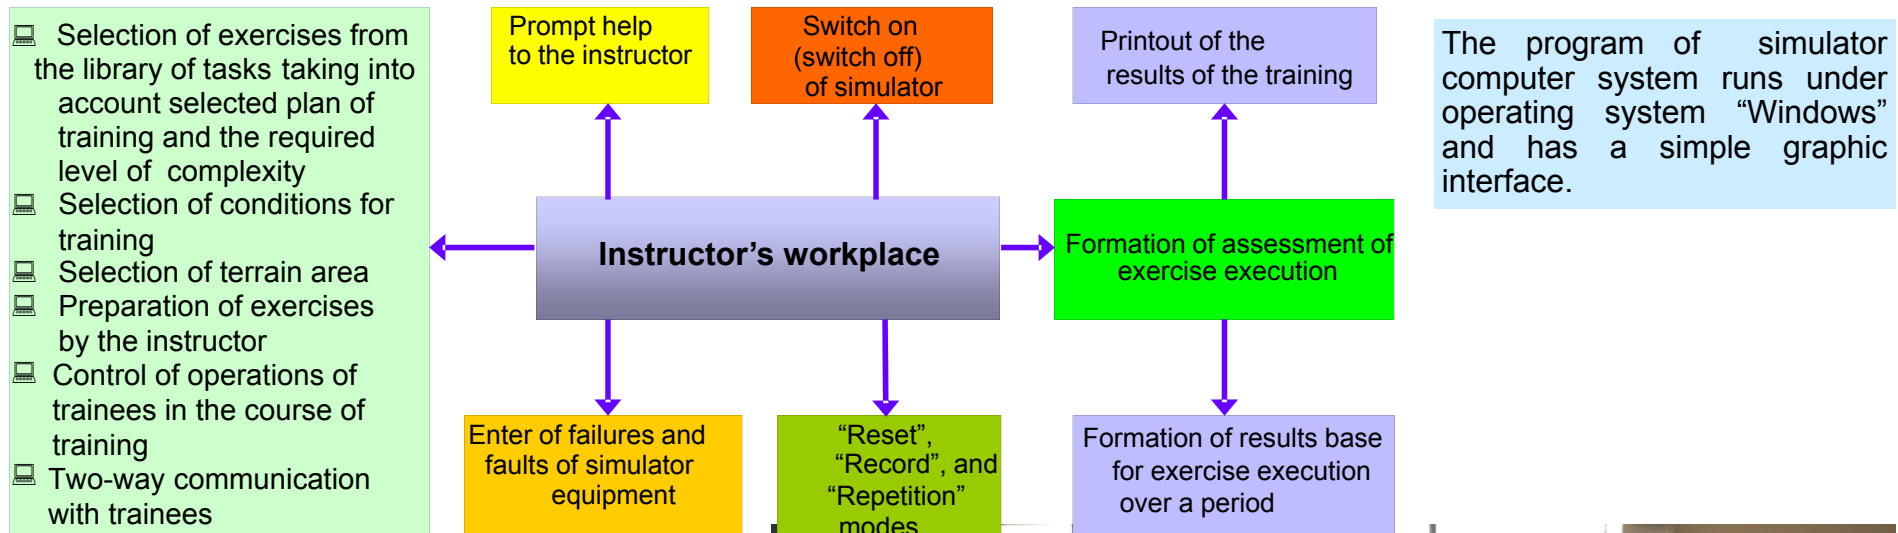 Selection of exercises from
the library of tasks taking into
account selected plan of
training and the required
level of complexity
Selection of conditions for
training
Selection of terrain area
Preparation of exercises
by the instructor
Control of operations of
trainees in the course of
training
Two-way communication
with trainees
Prompt help
to the instructor
Switch on
(switch off)
of simulator
Printout of the
results of the training
The program of simulator
computer system runs under
operating system “Windows”
and has a simple graphic
interface.
Instructor’s workplace
Formation of assessment of
exercise execution
Enter of failures and
faults of simulator
equipment
“Reset”,
“Record”, and
“Repetition”
modes
Formation of results base
for exercise execution
over a period